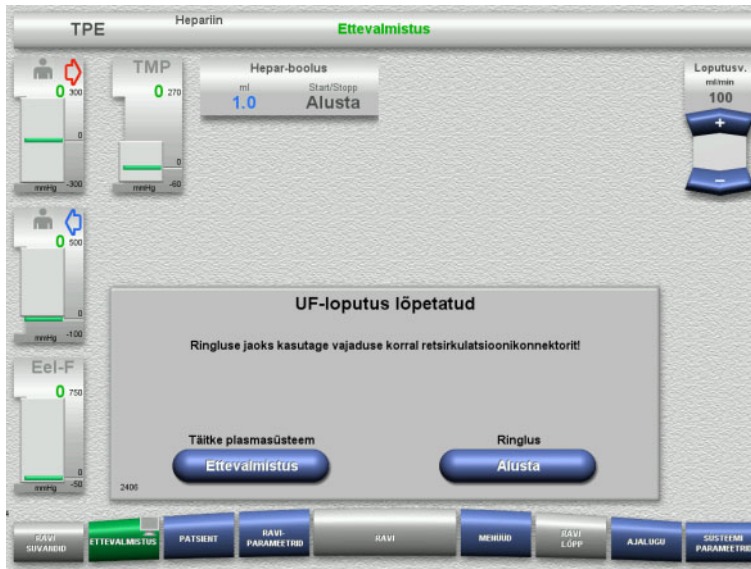 TPE
Hepariin
Ettevalmistus
0 300
0
mmHg -300
TMP
0 270
0
mmHg -60
Hepar-boolus
ml Start/Stopp
1.0 Alusta
Loputusv.
ml/min
100
+
−
0 500
0
mmHg -100
Eel-F
0 750
0
mmHg -50
UF-loputus lõpetatud
Ringluse jaoks kasutage vajaduse korral retsirkulatsioonikonnektorit!
Täitke plasmasüsteem Ringlus
Ettevalmistus Alusta
2406
RAVI SUVANDID
ETTEVALMISTUS
PATSIENT
RAVI-PARAMEETRID
RAVI
MENÜÜD
RAVI LÕPP
AJALUGU
SÜSTEEMI PARAMEETRID